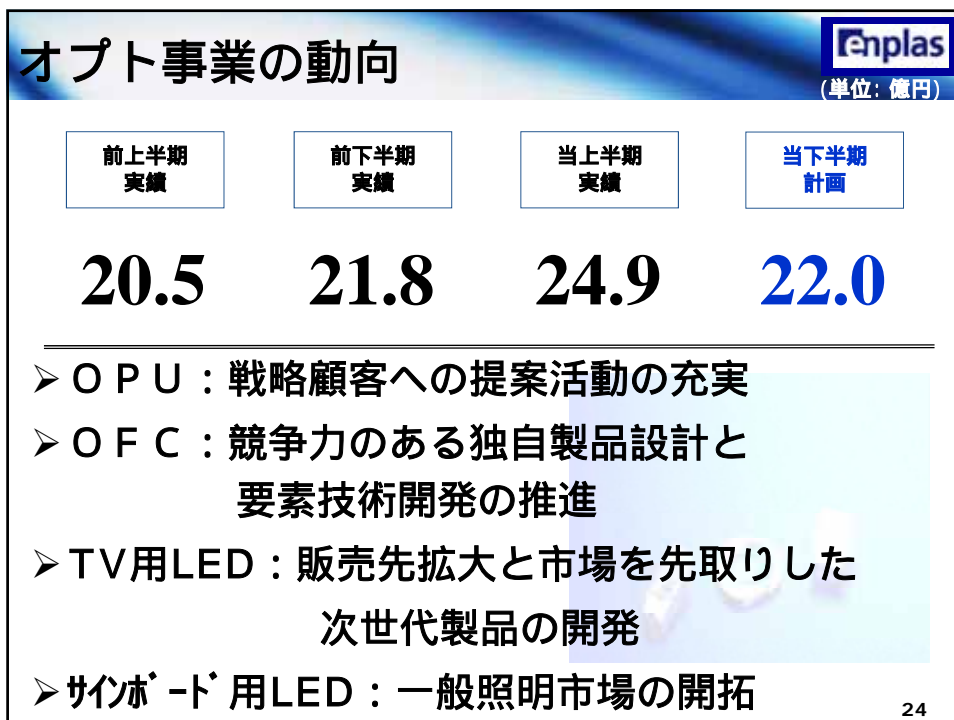 オプト事業の動向
Enplas
(単位: 億円)
前上半期
実績
前下半期
実績
当上半期
実績
当下半期
計画
20.5 21.8 24.9 22.0
➢ＯＰＵ：戦略顧客への提案活動の充実
➢ＯＦＣ：競争力のある独自製品設計と
要素技術開発の推進
➢TV用LED：販売先拡大と市場を先取りした
次世代製品の開発
➢ｻｲﾝﾎﾞｰﾄﾞ用LED：一般照明市場の開拓
24